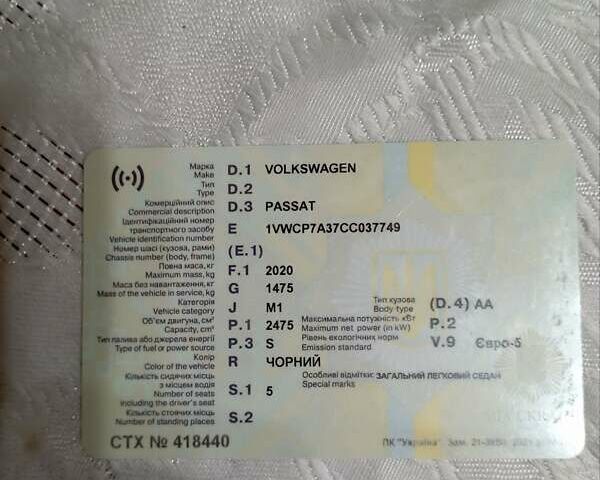 Марка D.1 VOLKSWAGEN
Make
Тип D.2
Type
Комерційний опис D.3 PASSAT
Commercial description
Ідентифікаційний номер
транспортного засобу E 1VWCP7A37CC037749
Vehicle identification number
Номер шасі (кузова, рами) (E.1)
Chassis number (body, frame)
Повна маса, кг F.1 2020
Maximum mass, kg
Маса без навантаження, кг G 1475
Mass of the vehicle in service, kg
Категорія J M1 Тип кузова (D.4) AA
Vehicle category Body type
Об'єм двигуна, см³ P.1 2475 Максимальна потужність кВт P.2
Capacity, cm³ Maximum net power (in kW)
Тип палива або джерела енергії P.3 S Рівень екологічних норм V.9 Євро-5
Type of fuel or power source Emission standard
Колір R ЧОРНИЙ
Color of the vehicle
Кількість сидячих місць Особливі відмітки: ЗАГАЛЬНИЙ ЛЕГКОВИЙ СЕДАН
з місцем водія S.1 5 Special marks
Number of seats
including the driver's seat
Кількість стоячих місць S.2
Number of standing places
СТХ № 418440 ПК "Україна". Зам.